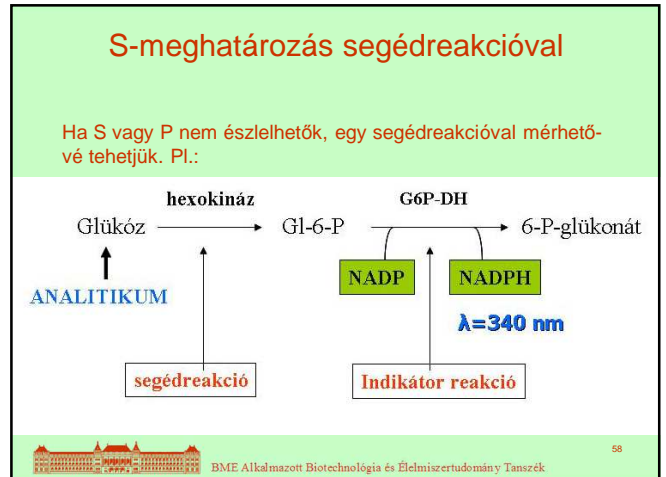 S-meghatározás segédreakcióval
Ha S vagy P nem észlelhetők, egy segédreakcióval mérhető-
vé tehetjük. Pl.:
hexokináz G6P-DH
Glükóz Gl-6-P 6-P-glükonát
NADP NADPH
ANALITIKUM
λ=340 nm
segédreakció Indikátor reakció
58
BME Alkalmazott Biotechnológia és Élelmiszertudomány Tanszék